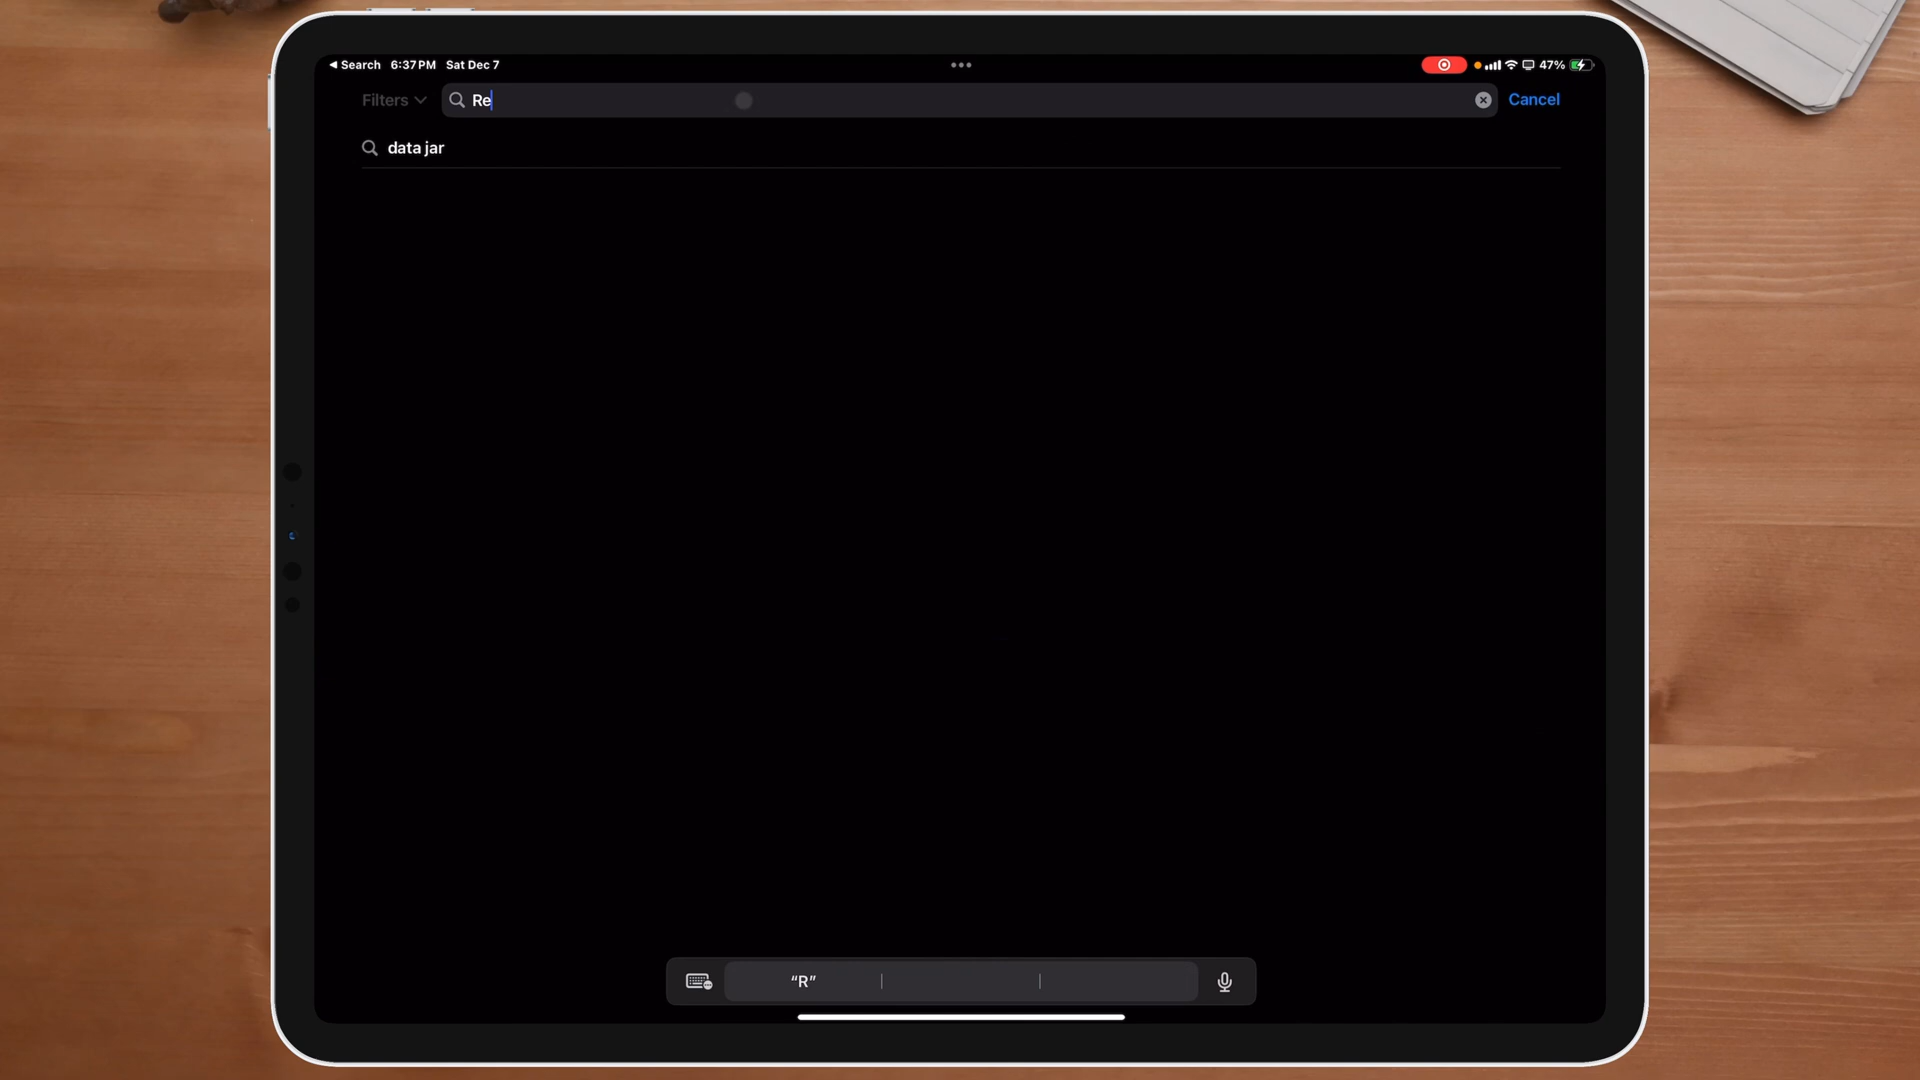 Search 6:37 PM Sat Dec 7
47%
Filters Re Cancel
data jar
“R”